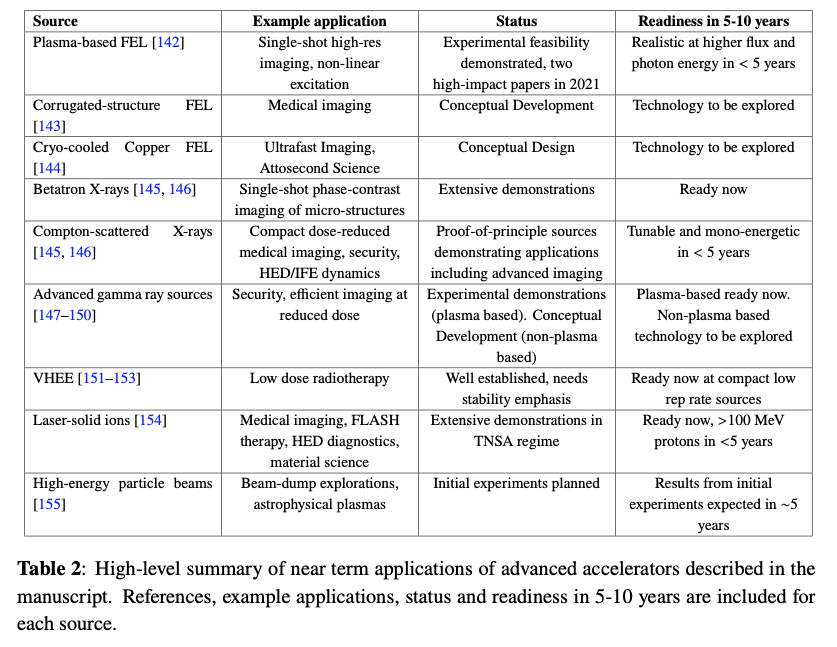 Source Example application Status Readiness in 5-10 years
Plasma-based FEL [142] Single-shot high-res Experimental feasibility Realistic at higher flux and
imaging, non-linear demonstrated, two photon energy in < 5 years
excitation high-impact papers in 2021
Corrugated-structure FEL Medical imaging Conceptual Development Technology to be explored
[143]
Cryo-cooled Copper FEL Ultrafast Imaging, Conceptual Design Technology to be explored
[144] Attosecond Science
Betatron X-rays [145, 146] Single-shot phase-contrast Extensive demonstrations Ready now
imaging of micro-structures
Compton-scattered X-rays Compact dose-reduced Proof-of-principle sources Tunable and mono-energetic
[145, 146] medical imaging, security, demonstrating applications in < 5 years
HED/IFE dynamics including advanced imaging
Advanced gamma ray sources Security, efficient imaging at Experimental demonstrations Plasma-based ready now.
[147–150] reduced dose (plasma based). Conceptual Non-plasma based
Development (non-plasma technology to be explored
based)
VHEE [151–153] Low dose radiotherapy Well established, needs Ready now at compact low
stability emphasis rep rate sources
Laser-solid ions [154] Medical imaging, FLASH Extensive demonstrations in Ready now, >100 MeV
therapy, HED diagnostics, TNSA regime protons in <5 years
material science
High-energy particle beams Beam-dump explorations, Initial experiments planned Results from initial
[155] astrophysical plasmas experiments expected in ~5
years
Table 2: High-level summary of near term applications of advanced accelerators described in the
manuscript. References, example applications, status and readiness in 5-10 years are included for
each source.